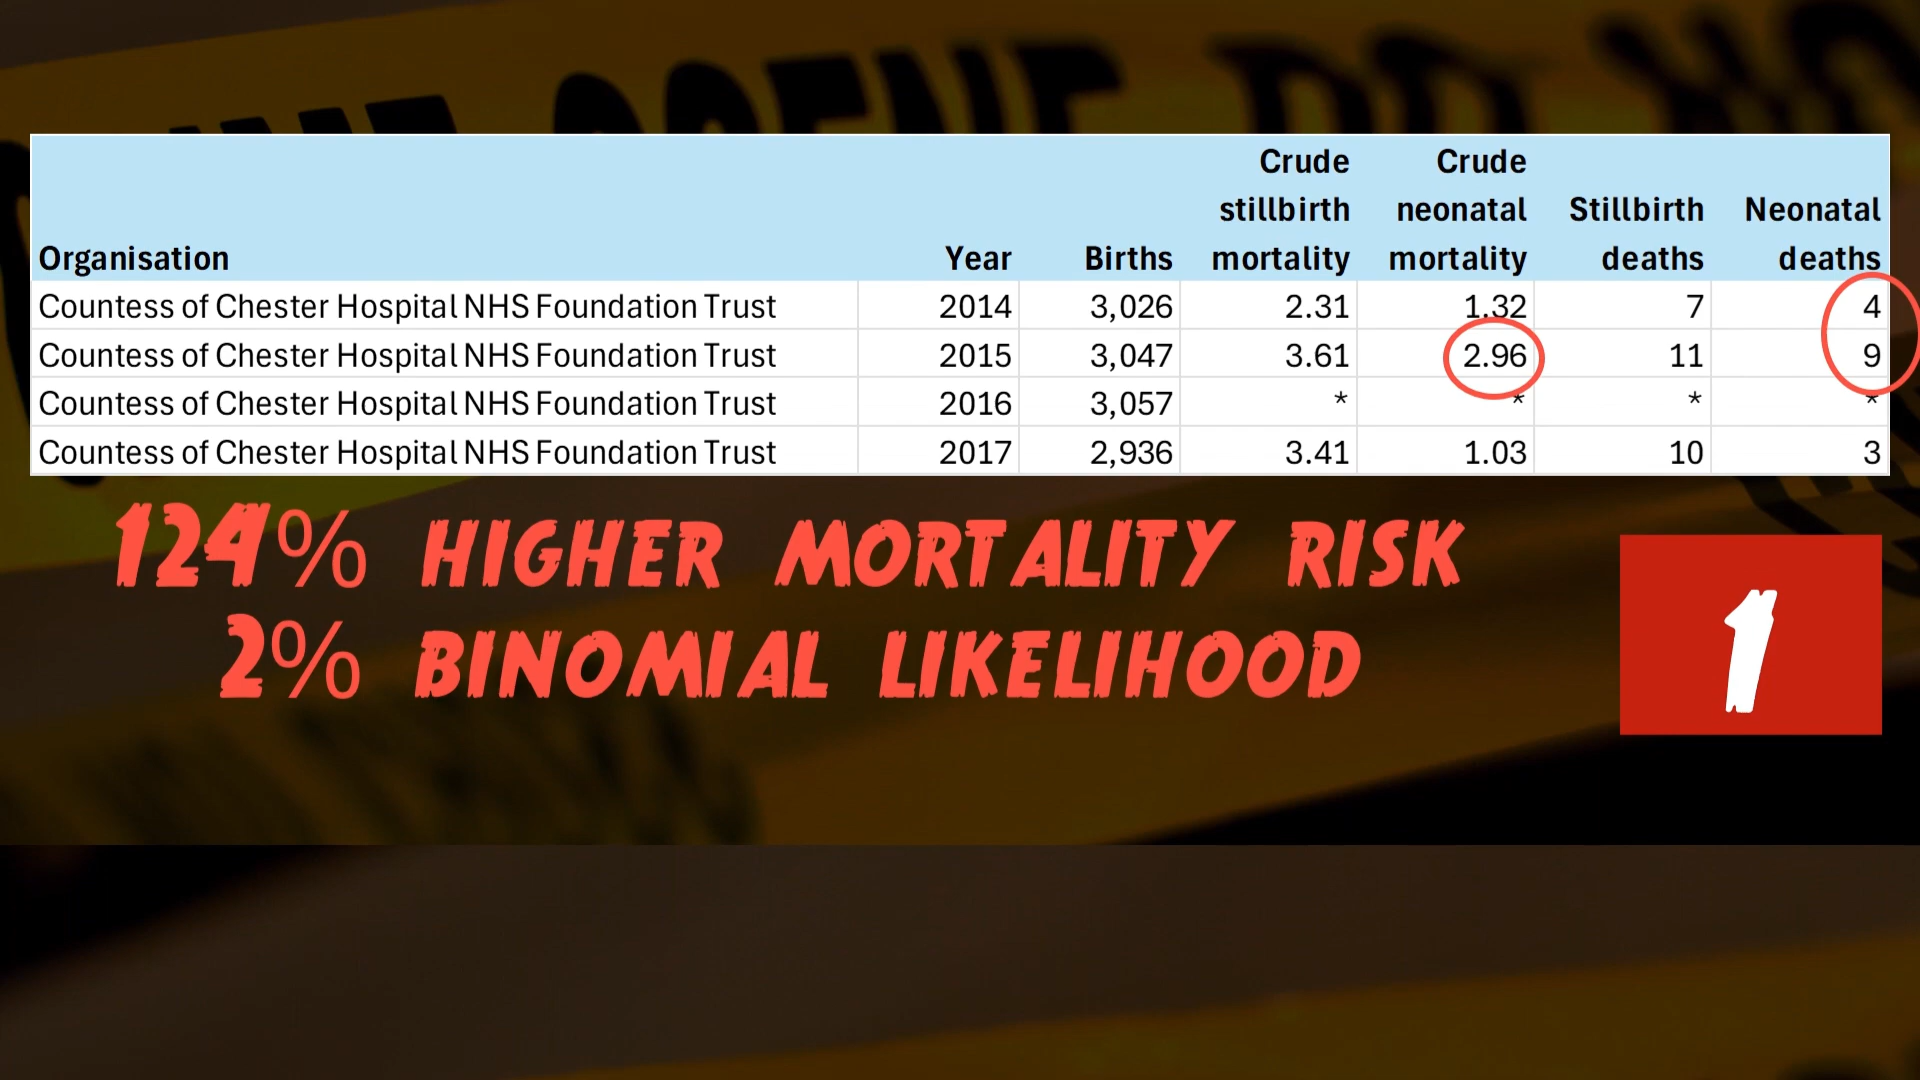 Organisation Year Births Crude stillbirth mortality Crude neonatal mortality Stillbirth deaths Neonatal deaths
Countess of Chester Hospital NHS Foundation Trust 2014 3,026 2.31 1.32 7 4
Countess of Chester Hospital NHS Foundation Trust 2015 3,047 3.61 2.96 11 9
Countess of Chester Hospital NHS Foundation Trust 2016 3,057 * * * *
Countess of Chester Hospital NHS Foundation Trust 2017 2,936 3.41 1.03 10 3
124% HIGHER MORTALITY RISK
2% BINOMIAL LIKELIHOOD
1